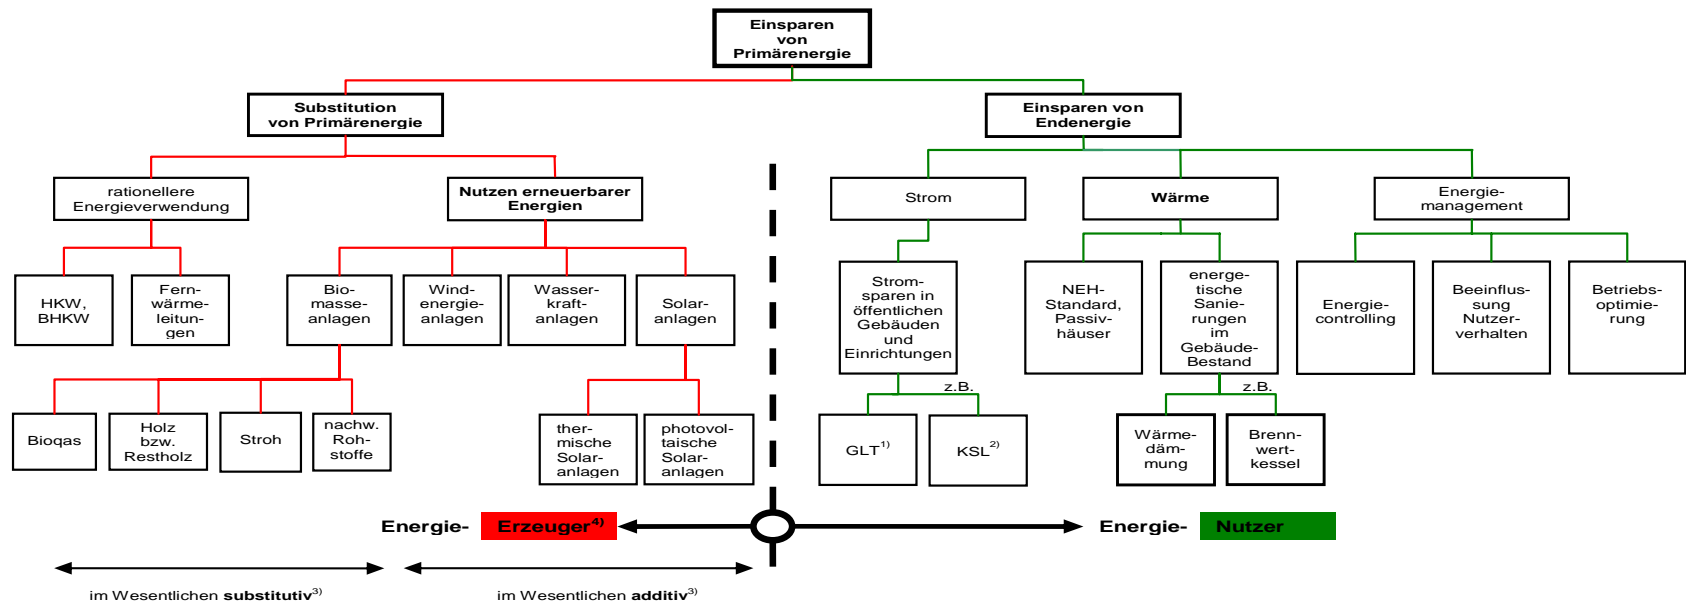 Einsparen
von
Primärenergie
Substitution
von Primärenergie
Einsparen von
Endenergie
rationellere
Energieverwendung
Nutzen erneuerbarer
Energien
Strom
Wärme
Energie-
management
HKW,
BHKW
Fern-
wärme-
leitun-
gen
Bio-
masse-
anlagen
Wind-
energie-
anlagen
Wasser-
kraft-
anlagen
Solar-
anlagen
Strom-
sparen in
öffentlichen
Gebäuden
und
Einrichtungen
NEH-
Standard,
Passiv-
häuser
energe-
tische
Sanie-
rungen
im
Gebäude-
Bestand
Energie-
controlling
Beeinflus-
sung
Nutzer-
verhalten
Betriebs-
optimie-
rung
z.B.
z.B.
Biogas
Holz
bzw.
Restholz
Stroh
nachw.
Roh-
stoffe
ther-
mische
Solar-
anlagen
photovol-
taische
Solar-
anlagen
GLT1)
KSL2)
Wärme-
däm-
mung
Brenn-
wert-
kessel
Energie- Erzeuger4)
Energie- Nutzer
im Wesentlichen substitutiv3)
im Wesentlichen additiv3)